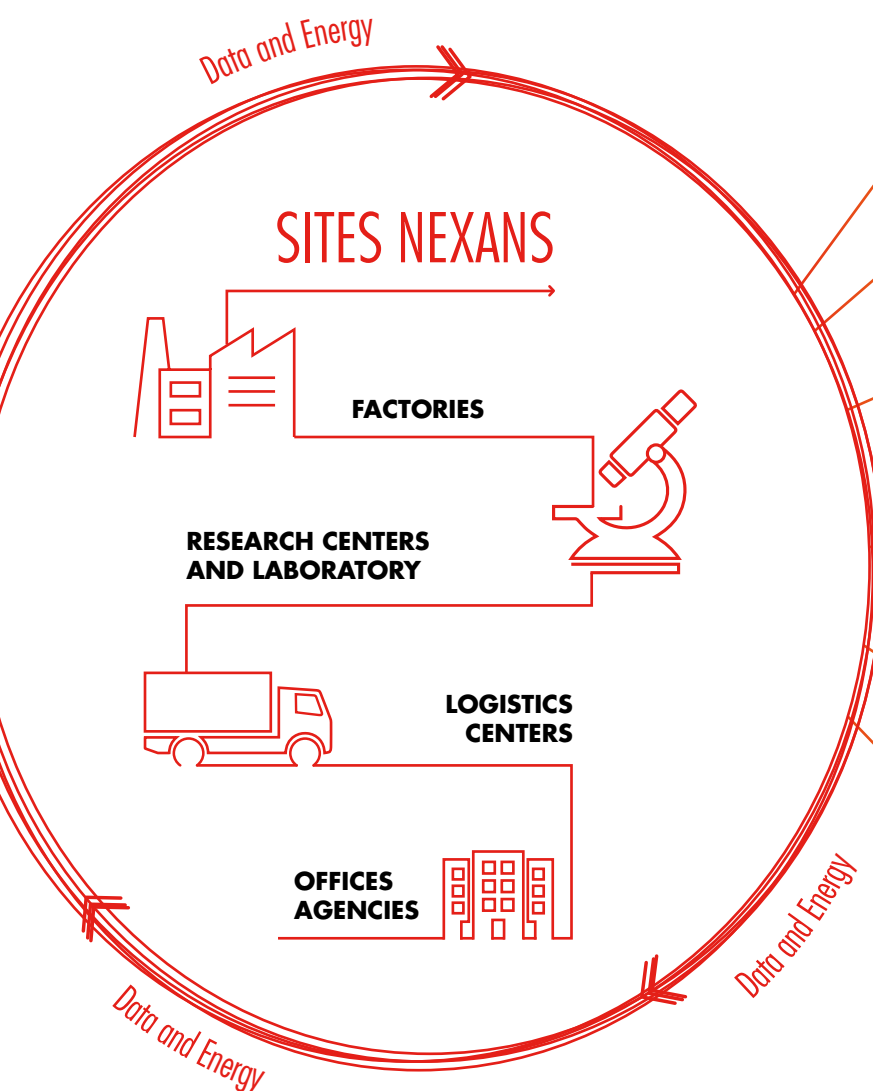 Data and Energy
SITES NEXANS
FACTORIES
RESEARCH CENTERS
AND LABORATORY
LOGISTICS
CENTERS
OFFICES
AGENCIES
Data and Energy
Data and Energy